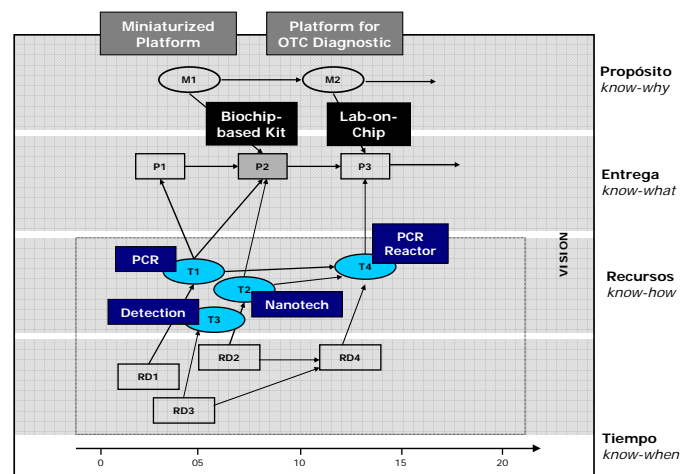 Miniaturized
Platform
Platform for
OTC Diagnostic
M1
M2
Propósito
know-why
Biochip-
based Kit
Lab-on-
Chip
P1
P2
P3
Entrega
know-what
VISION
PCR
Reactor
PCR
T1
T4
T2
Recursos
know-how
Detection
Nanotech
T3
RD2
RD4
RD1
RD3
Tiempo
know-when
0
05
10
15
20